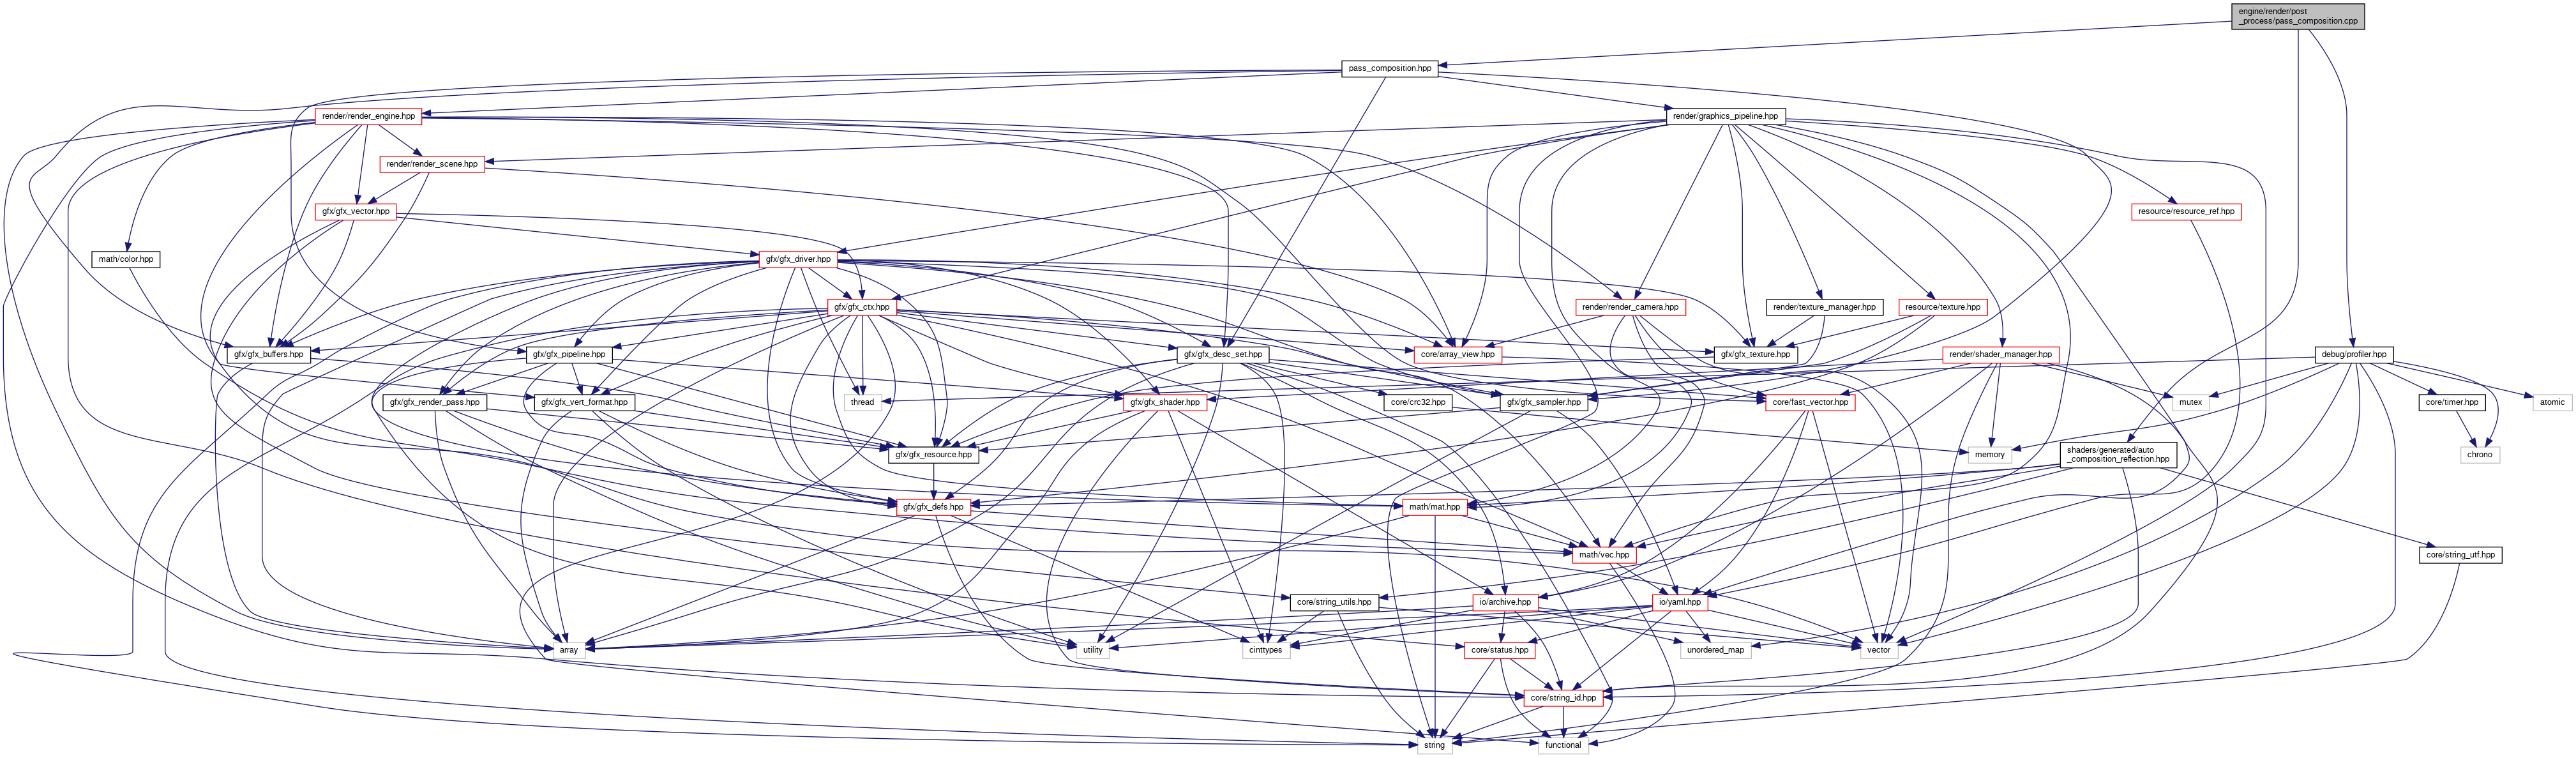 engine/render/post
_process/pass_composition.cpp
pass_composition.hpp
render/render_engine.hpp
render/graphics_pipeline.hpp
render/render_scene.hpp
gfx/gfx_vector.hpp
resource/resource_ref.hpp
math/color.hpp
gfx/gfx_driver.hpp
gfx/gfx_ctx.hpp
render/render_camera.hpp
render/texture_manager.hpp
resource/texture.hpp
gfx/gfx_buffers.hpp
gfx/gfx_pipeline.hpp
gfx/gfx_desc_set.hpp
core/array_view.hpp
gfx/gfx_texture.hpp
render/shader_manager.hpp
debug/profiler.hpp
gfx/gfx_render_pass.hpp
gfx/gfx_vert_format.hpp
thread
gfx/gfx_shader.hpp
core/crc32.hpp
gfx/gfx_sampler.hpp
core/fast_vector.hpp
mutex
core/timer.hpp
atomic
gfx/gfx_resource.hpp
memory
shaders/generated/auto
_composition_reflection.hpp
chrono
gfx/gfx_defs.hpp
math/mat.hpp
math/vec.hpp
core/string_utf.hpp
core/string_utils.hpp
io/archive.hpp
io/yaml.hpp
array
utility
cinttypes
core/status.hpp
unordered_map
vector
core/string_id.hpp
string
functional